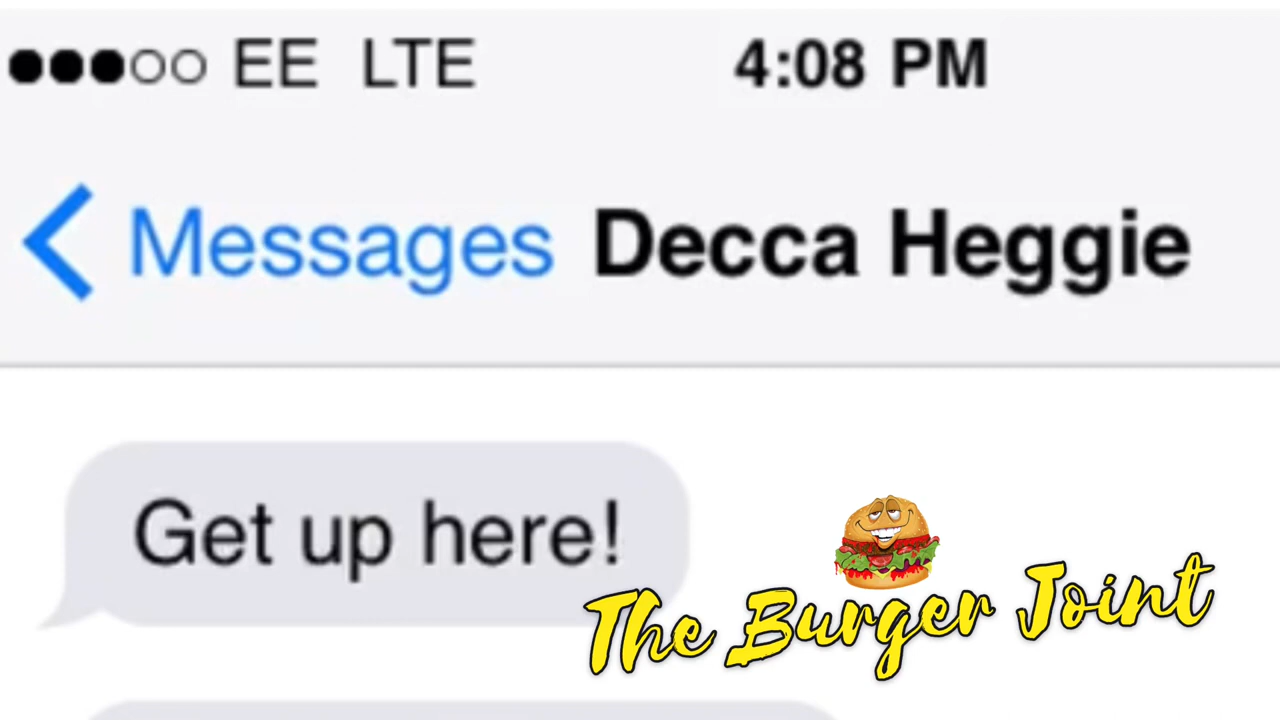 EE LTE 4:08 PM
Messages Decca Heggie
Get up here!
The Burger Joint